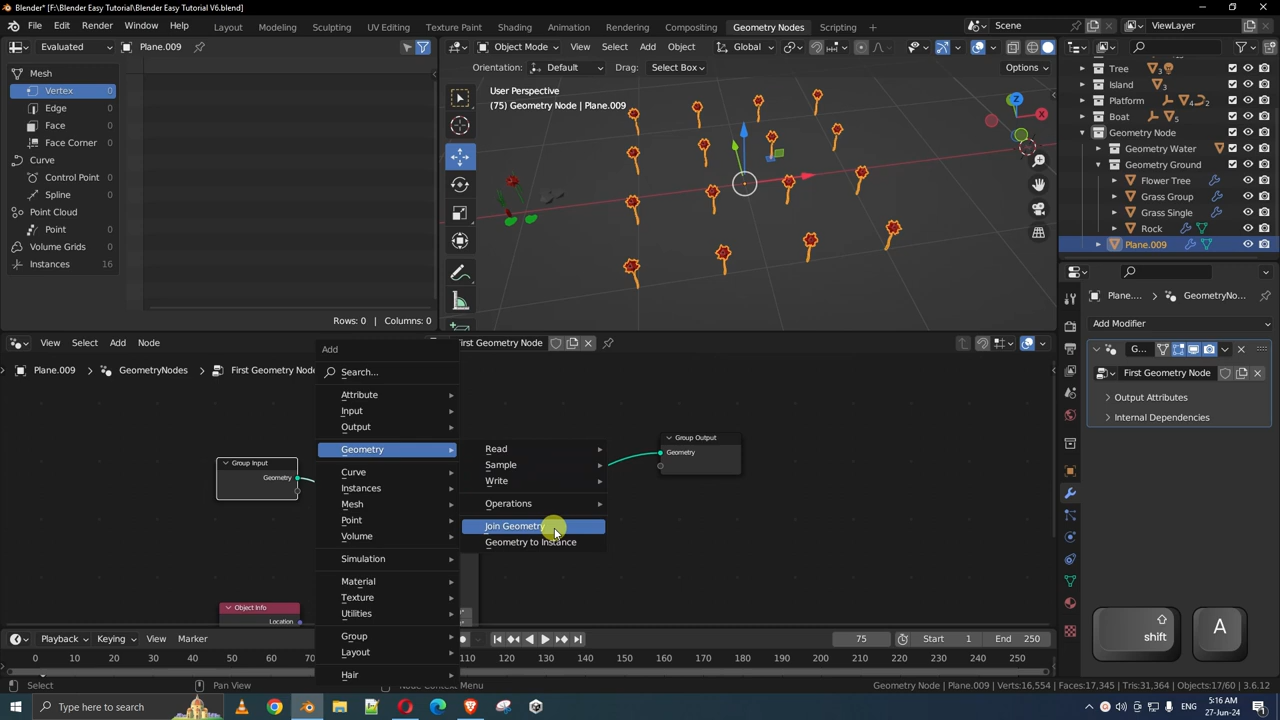 Blender* [F:\Blender Easy Tutorial\Blender Easy Tutorial V6.blend]
File Edit Render Window Help Layout Modeling Sculpting UV Editing Texture Paint Shading Animation Rendering Compositing Geometry Nodes Scripting + Scene ViewLayer
Evaluated Plane.009
Object Mode View Select Add Object Global
Orientation: Default Drag: Select Box Options
Mesh
Vertex 0
Edge 0
Face 0
Face Corner 0
Curve
Control Point 0
Spline 0
Point Cloud
Point 0
Volume Grids 0
Instances 16
Rows: 0 | Columns: 0
User Perspective
(75) Geometry Node | Plane.009
Z
X
Tree 3
Island 3
Platform 4 2
Boat 5
Geometry Node
Geometry Water
Geometry Ground
Flower Tree
Grass Group
Grass Single
Rock
Plane.009
Plane.... > GeometryNo...
Add Modifier
G...
First Geometry Node
Output Attributes
Internal Dependencies
View Select Add Node
First Geometry Node
Plane.009 > GeometryNodes > First Geometry Node
Group Input
Geometry
Group Output
Geometry
Object Info
Location
Add
Search...
Attribute
Input
Output
Geometry
Curve
Instances
Mesh
Point
Volume
Simulation
Material
Texture
Utilities
Group
Layout
Hair
Read
Sample
Write
Operations
Join Geometry
Geometry to Instance
shift
A
Playback Keying View Marker
75 Start 1 End 250
0 10 20 30 40 50 60 70 110 120 130 140 150 160 170 180 190 200 210 220 230 240 250
Select Pan View Node Context Menu
Geometry Node | Plane.009 | Verts:16,554 | Faces:17,345 | Tris:31,364 | Objects:17/60 | 3.6.12
Type here to search
ENG
5:16 AM
27-Jun-24